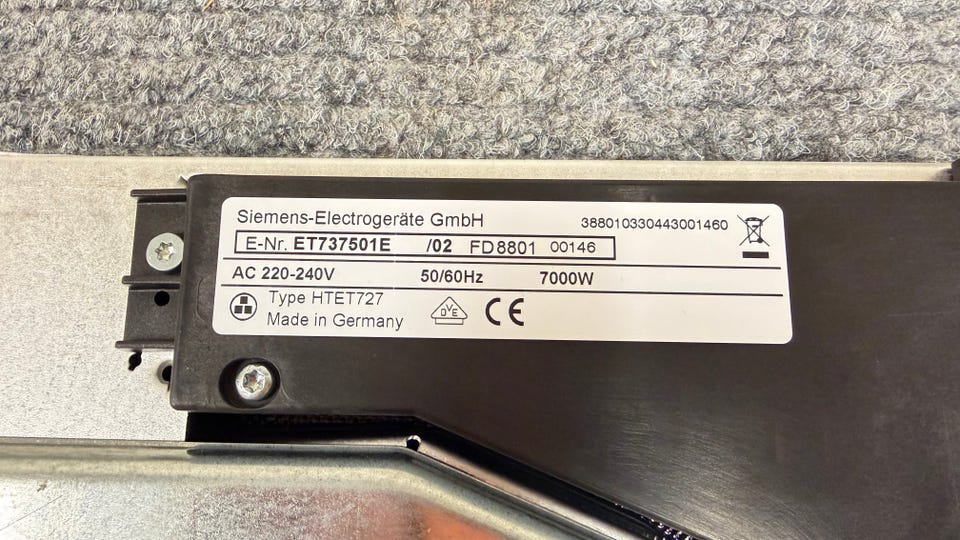 Siemens-Electrogeräte GmbH 388010330443001460
E-Nr. ET737501E /02 FD8801 00146
AC 220-240V 50/60Hz 7000W
Type HTET727
Made in Germany
DVE CE